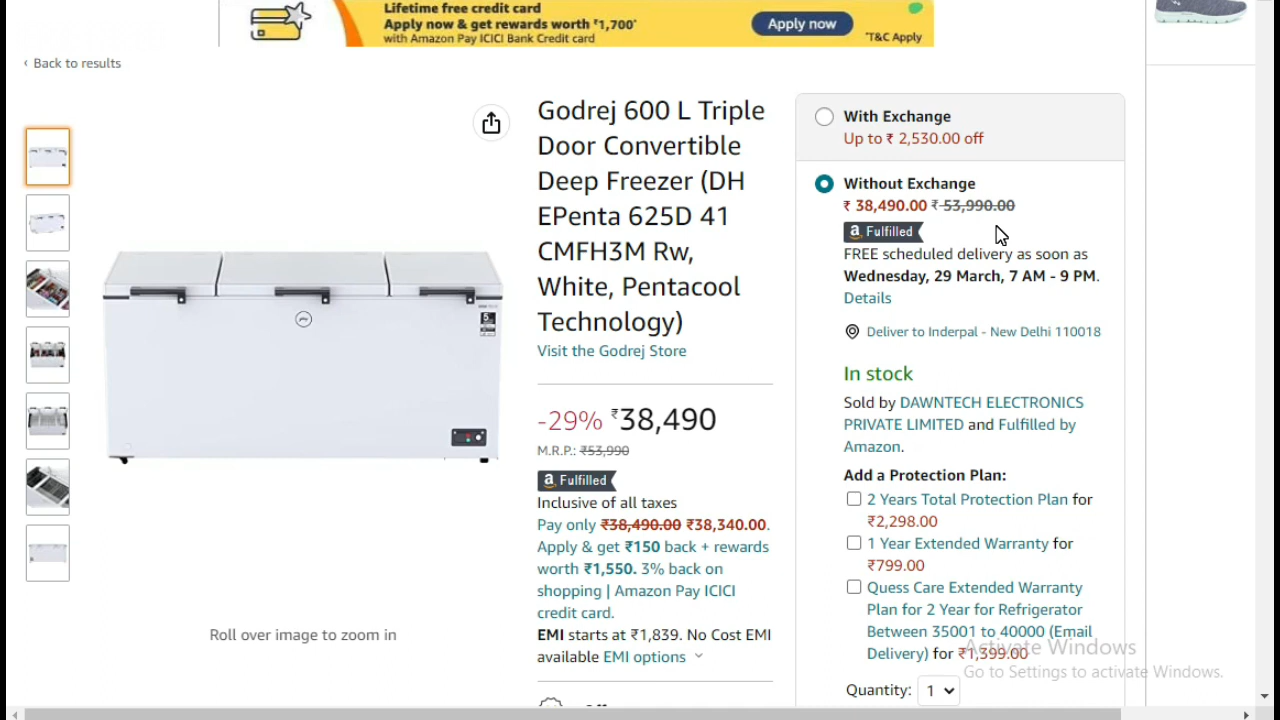 Lifetime free credit card
Apply now & get rewards worth ₹1,700*
with Amazon Pay ICICI Bank Credit card
Apply now
*T&C Apply
‹ Back to results
Godrej 600 L Triple
Door Convertible
Deep Freezer (DH
EPenta 625D 41
CMFH3M Rw,
White, Pentacool
Technology)
Visit the Godrej Store
-29% ₹38,490
M.R.P.: ₹53,990
a Fulfilled
Inclusive of all taxes
Pay only ₹38,490.00 ₹38,340.00.
Apply & get ₹150 back + rewards
worth ₹1,550. 3% back on
shopping | Amazon Pay ICICI
credit card.
EMI starts at ₹1,839. No Cost EMI
available EMI options
Roll over image to zoom in
With Exchange
Up to ₹ 2,530.00 off
Without Exchange
₹ 38,490.00 ₹ 53,990.00
a Fulfilled
FREE scheduled delivery as soon as
Wednesday, 29 March, 7 AM - 9 PM.
Details
Deliver to Inderpal - New Delhi 110018
In stock
Sold by DAWNTECH ELECTRONICS
PRIVATE LIMITED and Fulfilled by
Amazon.
Add a Protection Plan:
2 Years Total Protection Plan for
₹2,298.00
1 Year Extended Warranty for
₹799.00
Quess Care Extended Warranty
Plan for 2 Year for Refrigerator
Between 35001 to 40000 (Email
Delivery) for ₹1,399.00
Quantity: 1
Activate Windows
Go to Settings to activate Windows.